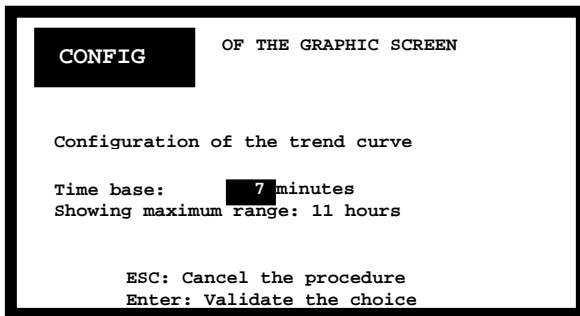 CONFIG OF THE GRAPHIC SCREEN
Configuration of the trend curve
Time base: 7 minutes
Showing maximum range: 11 hours
ESC: Cancel the procedure
Enter: Validate the choice